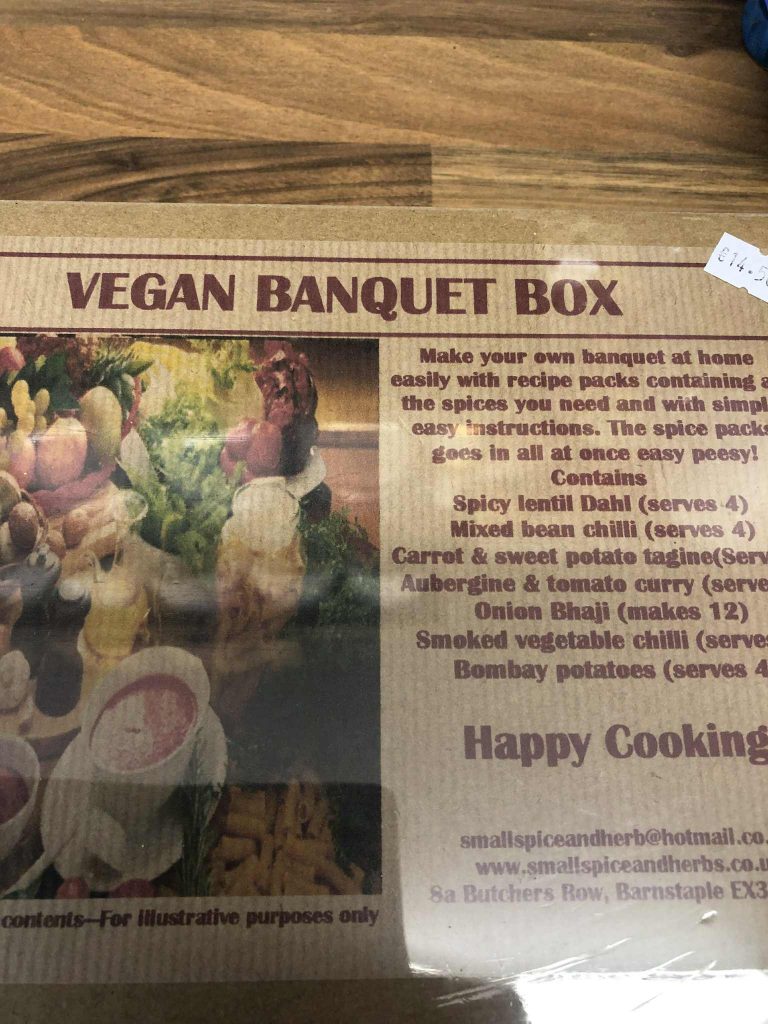 VEGAN BANQUET BOX
£14.5
Make your own banquet at home
easily with recipe packs containing a
the spices you need and with simpl
easy instructions. The spice packs
goes in all at once easy peesy!
Contains
Spicy lentil Dahl (serves 4)
Mixed bean chilli (serves 4)
Carrot & sweet potato tagine(Serv
Aubergine & tomato curry (serve
Onion Bhaji (makes 12)
Smoked vegetable chilli (serves
Bombay potatoes (serves 4
Happy Cooking
smallspiceandherb@hotmail.co.
www.smallspiceandherbs.co.u
8a Butchers Row, Barnstaple EX3
contents—For illustrative purposes only